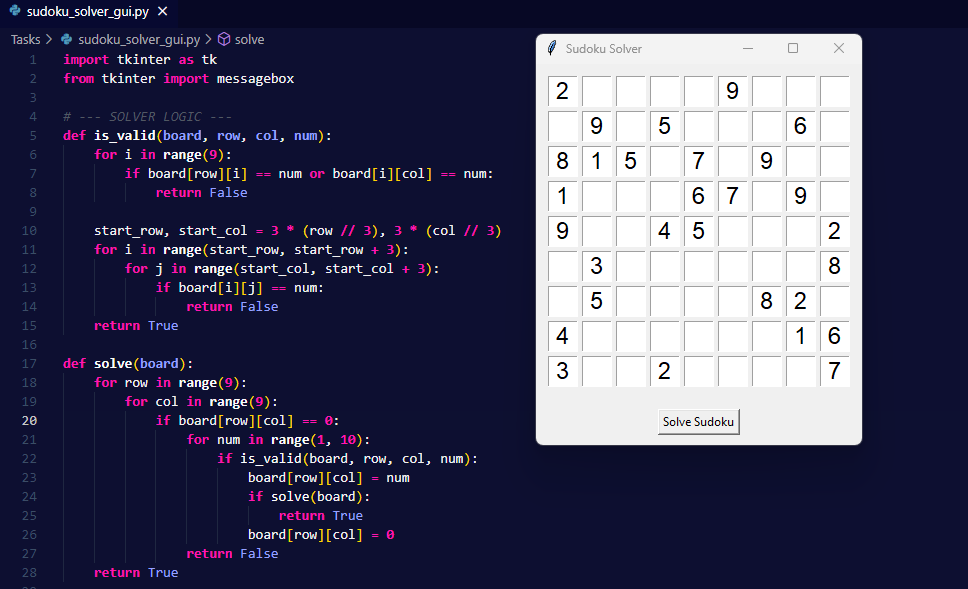 sudoku_solver_gui.py ✕
Tasks > sudoku_solver_gui.py > solve
1 import tkinter as tk
2 from tkinter import messagebox
3
4 # --- SOLVER LOGIC ---
5 def is_valid(board, row, col, num):
6     for i in range(9):
7         if board[row][i] == num or board[i][col] == num:
8             return False
9
10     start_row, start_col = 3 * (row // 3), 3 * (col // 3)
11     for i in range(start_row, start_row + 3):
12         for j in range(start_col, start_col + 3):
13             if board[i][j] == num:
14                 return False
15     return True
16
17 def solve(board):
18     for row in range(9):
19         for col in range(9):
20             if board[row][col] == 0:
21                 for num in range(1, 10):
22                     if is_valid(board, row, col, num):
23                         board[row][col] = num
24                         if solve(board):
25                             return True
26                         board[row][col] = 0
27                 return False
28     return True
Sudoku Solver
2 9
9 5 6
8 1 5 7 9
1 6 7 9
9 4 5 2
3 8
5 8 2
4 1 6
3 2 7
Solve Sudoku